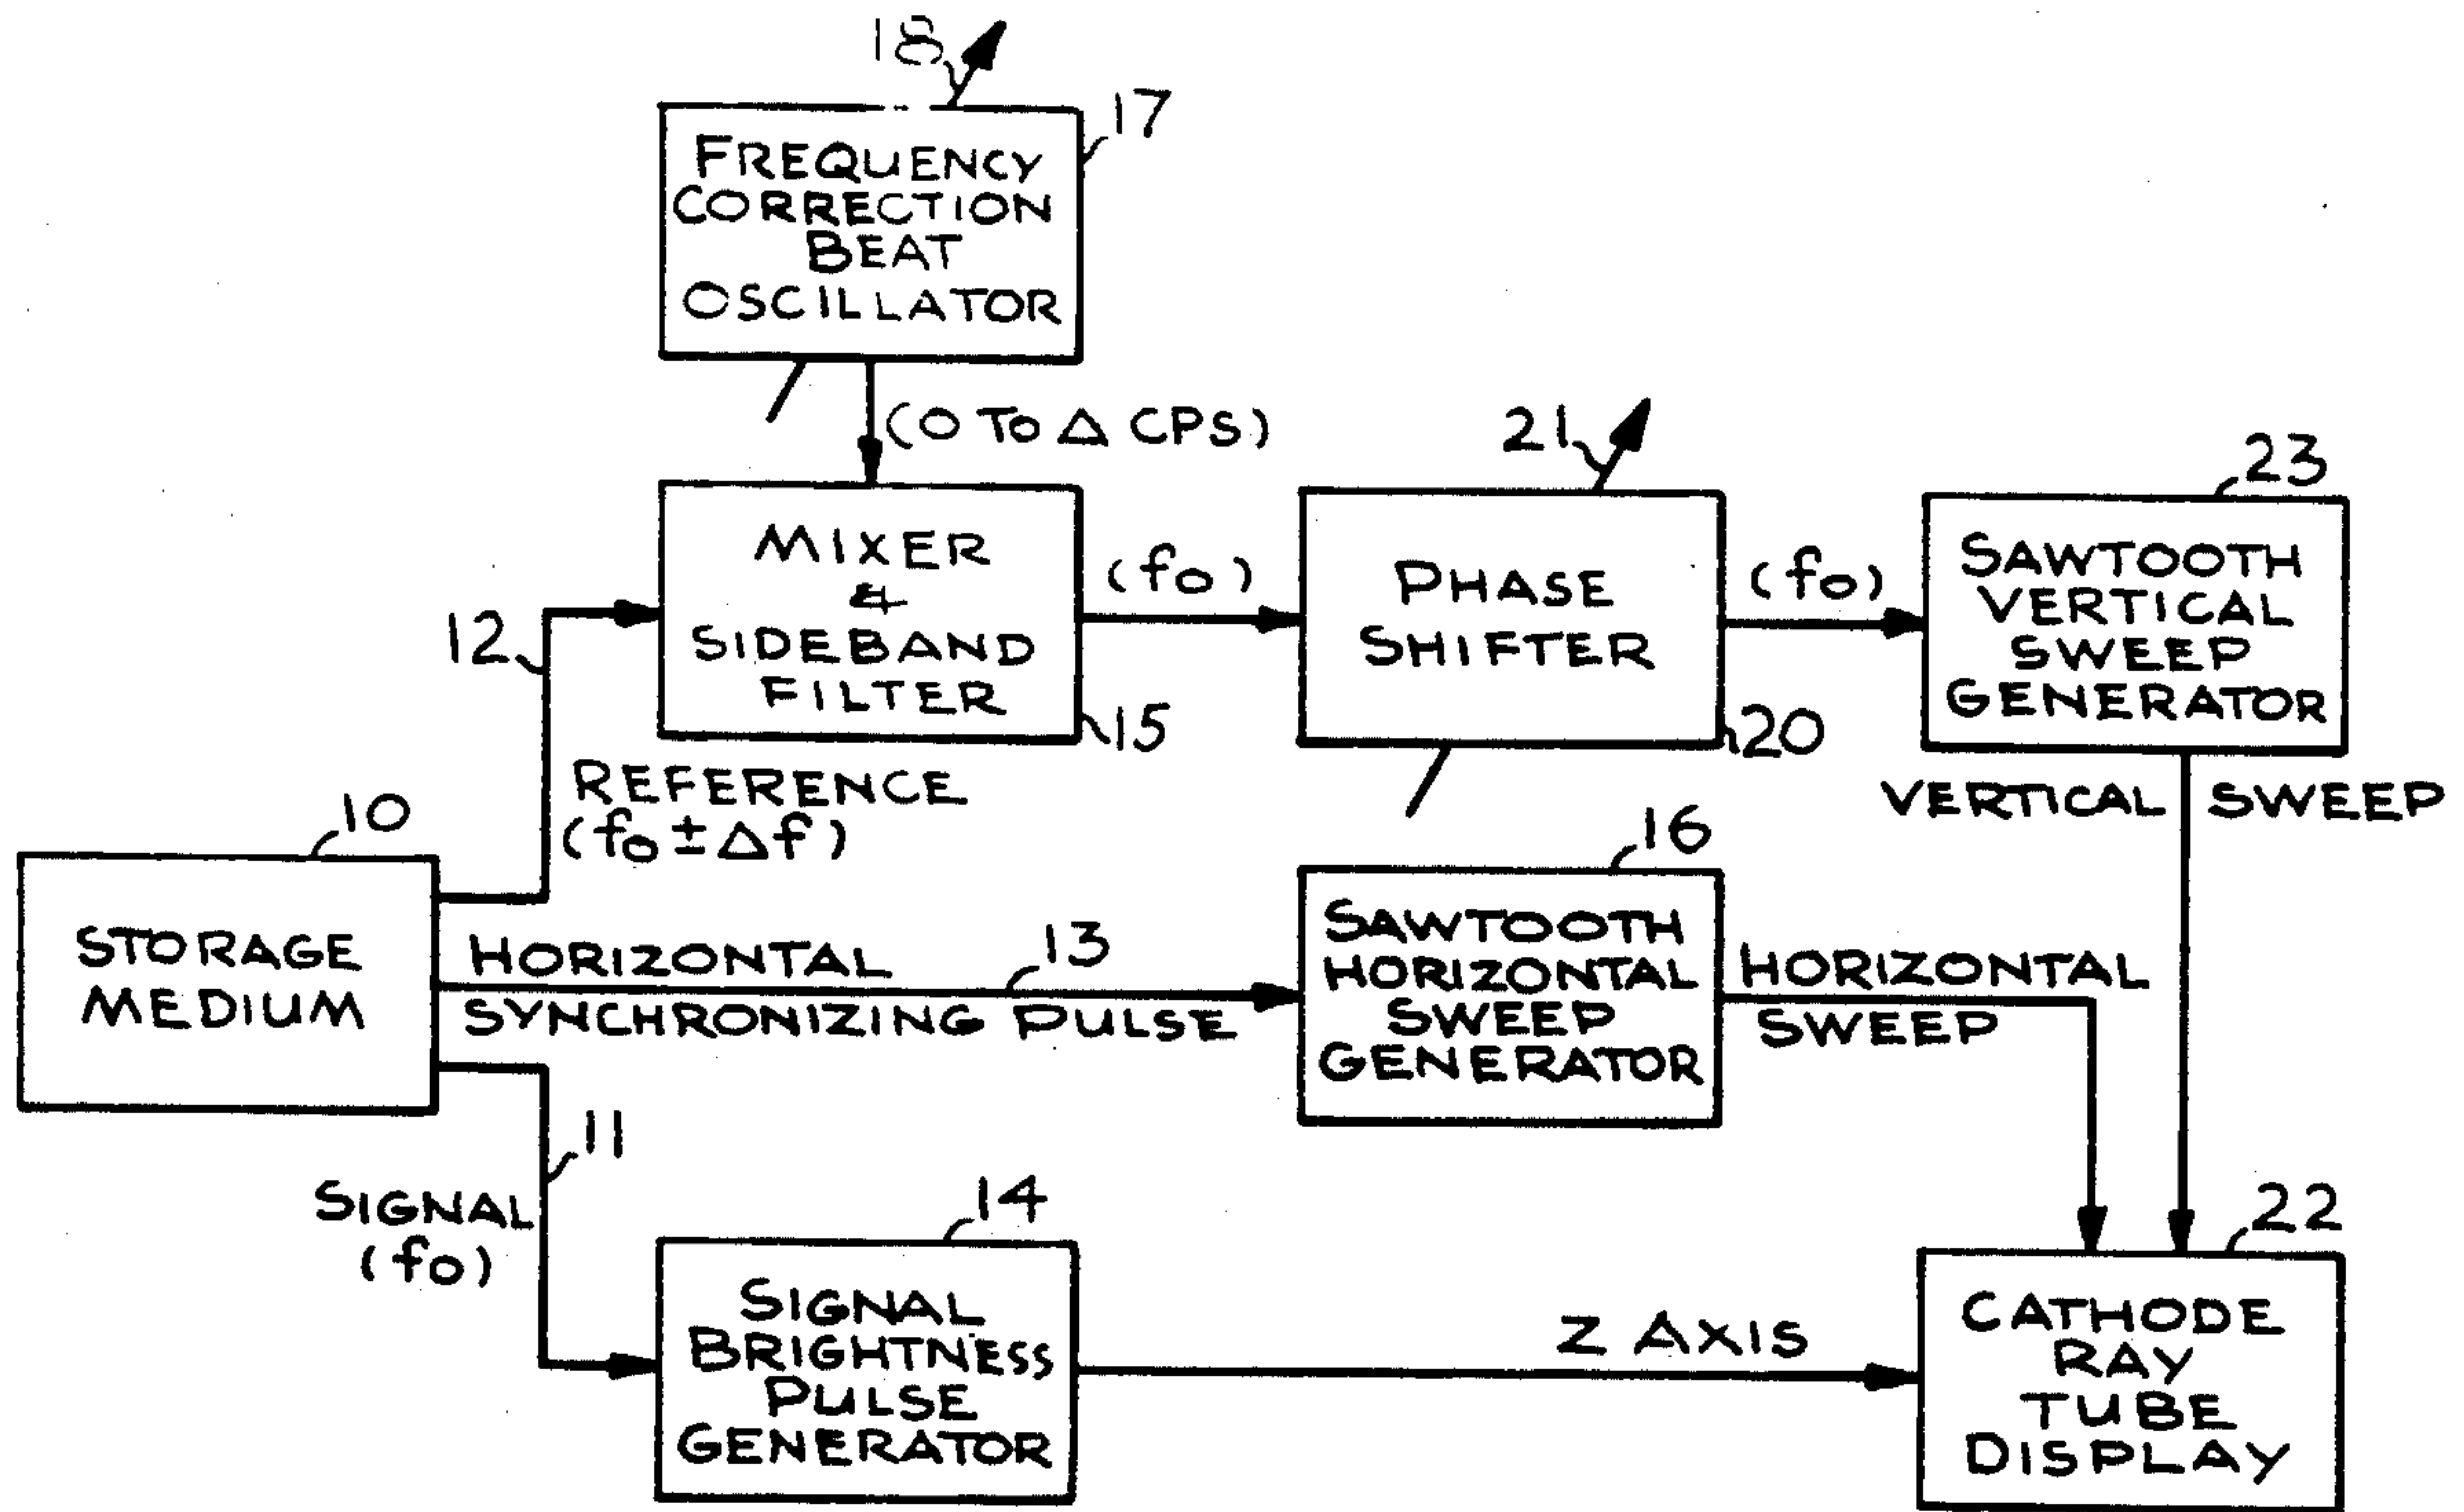 18
17
FREQUENCY
CORRECTION
BEAT
OSCILLATOR
(O TO Δ CPS)
21
23
MIXER
&
SIDEBAND
FILTER
15
(fo)
PHASE
SHIFTER
20
(fo)
SAWTOOTH
VERTICAL
SWEEP
GENERATOR
12
REFERENCE
(fo ± Δf)
VERTICAL SWEEP
10
STORAGE
MEDIUM
HORIZONTAL
SYNCHRONIZING PULSE
13
16
SAWTOOTH
HORIZONTAL
SWEEP
GENERATOR
HORIZONTAL
SWEEP
11
SIGNAL
(fo)
14
SIGNAL
BRIGHTNESS
PULSE
GENERATOR
Z AXIS
22
CATHODE
RAY
TUBE
DISPLAY